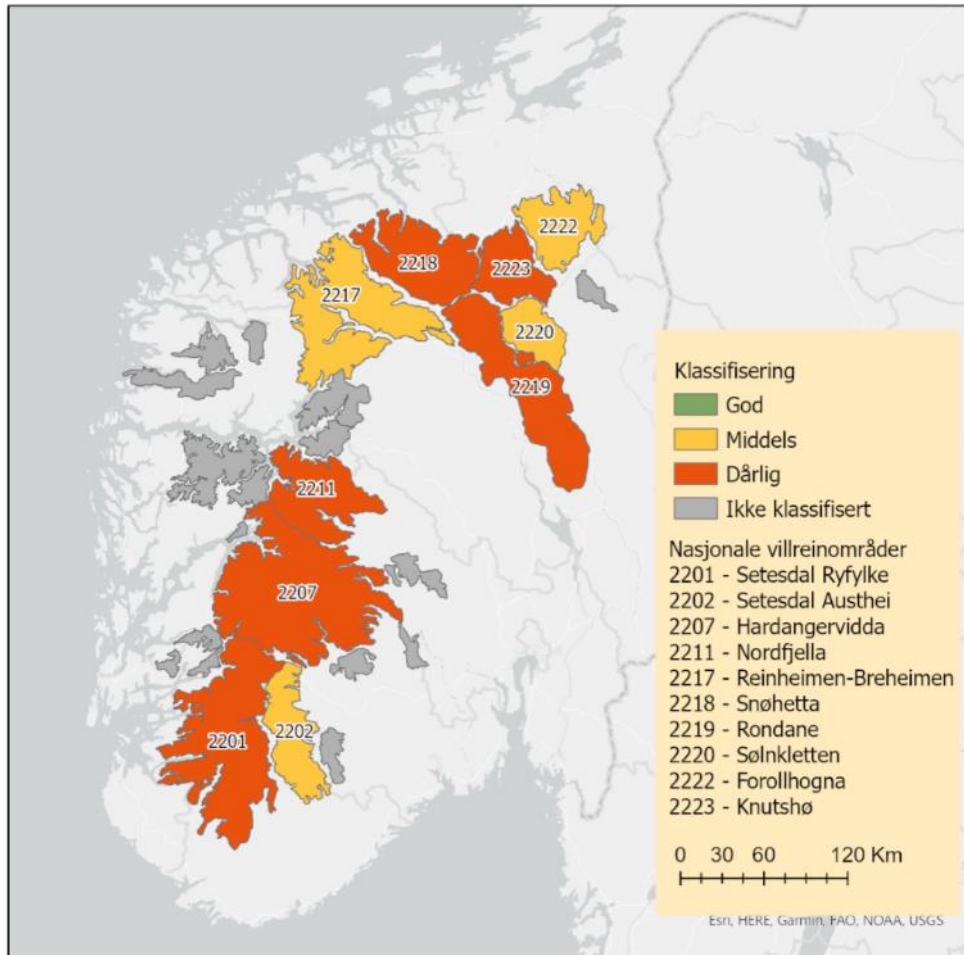 2222
2218
2223
2217
2220
2219
2211
2207
2201
2202
Klassifisering
God
Middels
Dårlig
Ikke klassifisert
Nasjonale villreinområder
2201 - Setesdal Ryfylke
2202 - Setesdal Austhei
2207 - Hardangervidda
2211 - Nordfjella
2217 - Reinheimen-Breheimen
2218 - Snøhetta
2219 - Rondane
2220 - Sølnkletten
2222 - Forollhogna
2223 - Knutshø
0 30 60 120 Km
Esri, HERE, Garmin, FAO, NOAA, USGS